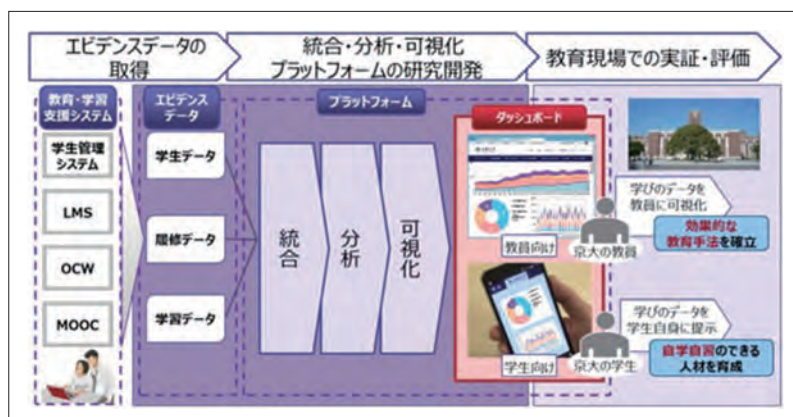 エビデンスデータの
取得
統合・分析・可視化
プラットフォームの研究開発
教育現場での実証・評価
教育・学習
支援システム
学生管理
システム
LMS
OCW
MOOC
エビデンス
データ
学生データ
履修データ
学習データ
プラットフォーム
統合
分析
可視化
ダッシュボード
教員向け
学生向け
京大の教員
京大の学生
学びのデータを
教員に可視化
効果的な
教育手法を確立
学びのデータを
学生自身に提示
自学自習のできる
人材を育成